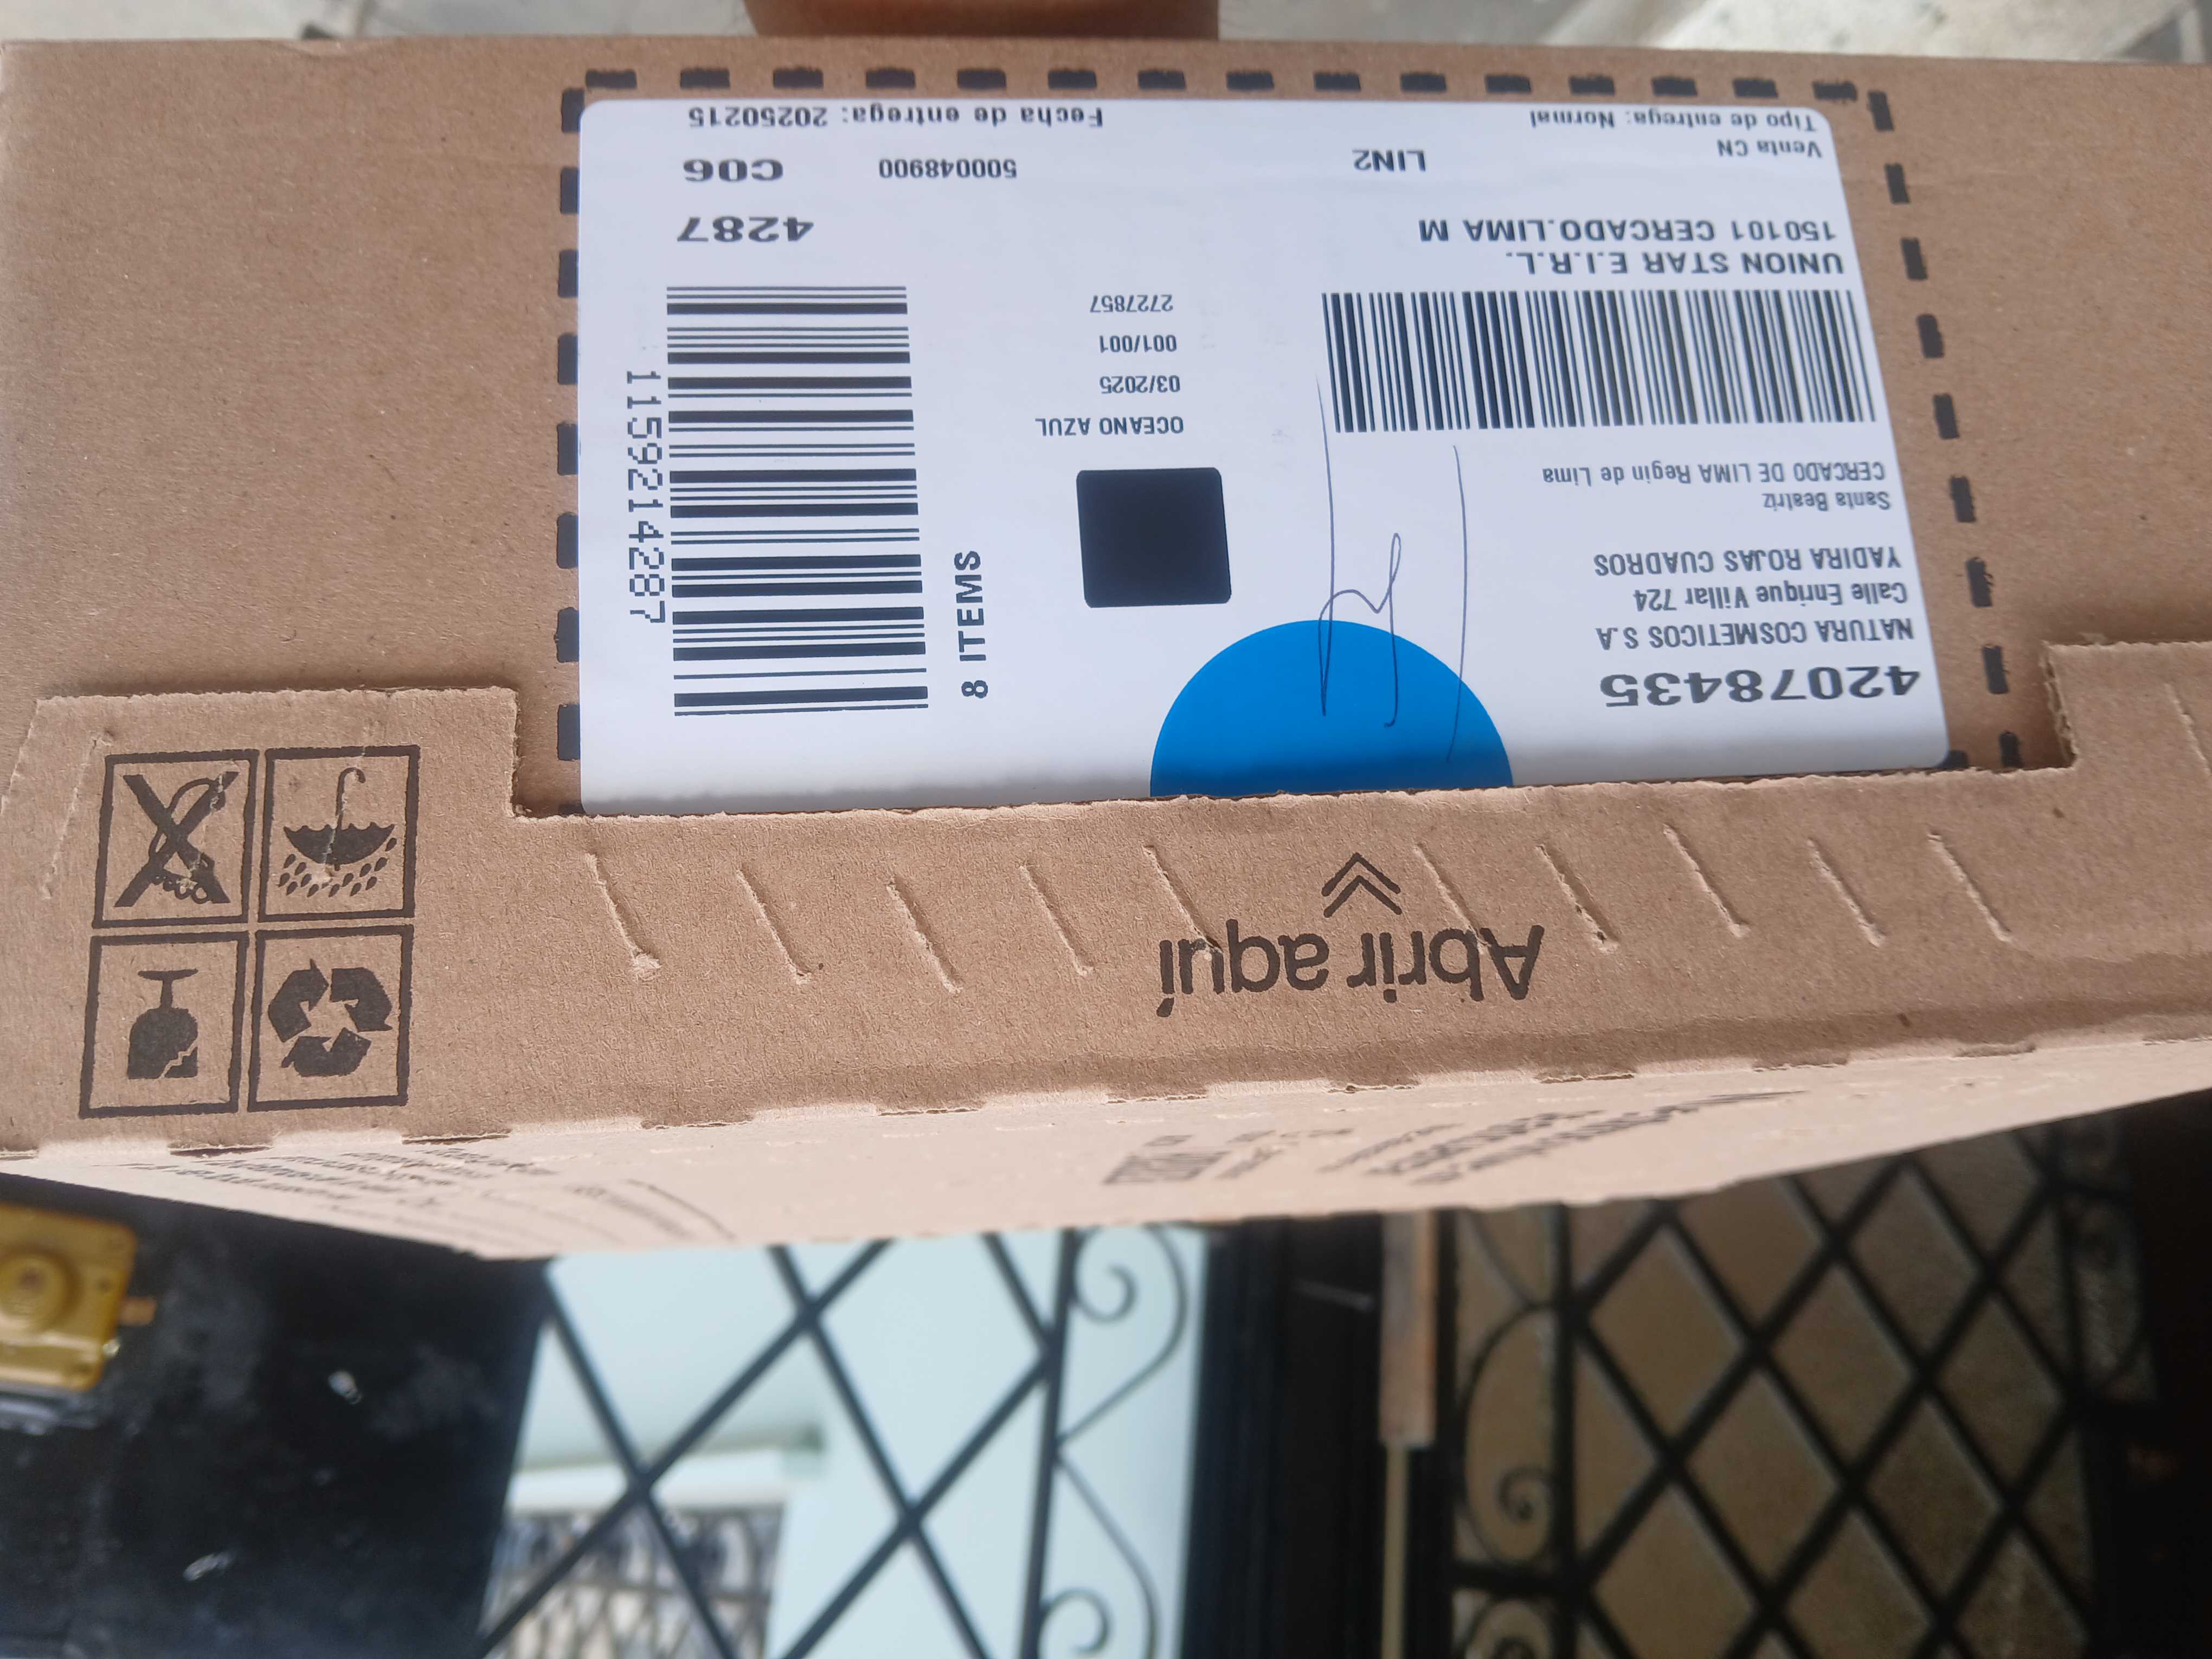 42078435
NATURA COSMETICOS S.A
Calle Enrique Villar 724
YADIRA ROJAS CUADROS
Santa Beatriz
CERCADO DE LIMA Regin de Lima
UNION STAR E.I.R.L.
150101 CERCADO.LIMA M
LIN2
Venta CN
Tipo de entrega: Normal
OCEANO AZUL
03/2025
001/001
2727857
8 ITEMS
1159214287
4287
500048900
C06
Fecha de entrega: 20250215
Abrir aquí